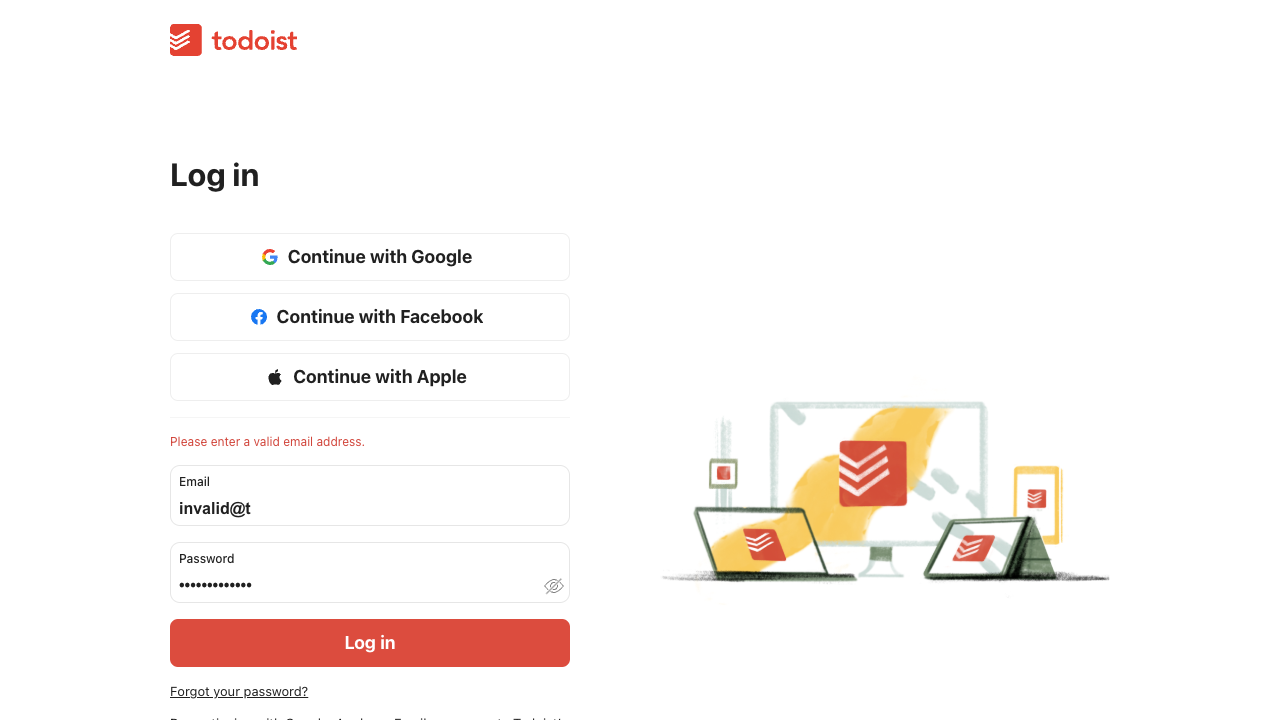 todoist
Log in
Continue with Google
Continue with Facebook
Continue with Apple
Please enter a valid email address.
Email
invalid@t
Password
•••••••••••••
Log in
Forgot your password?